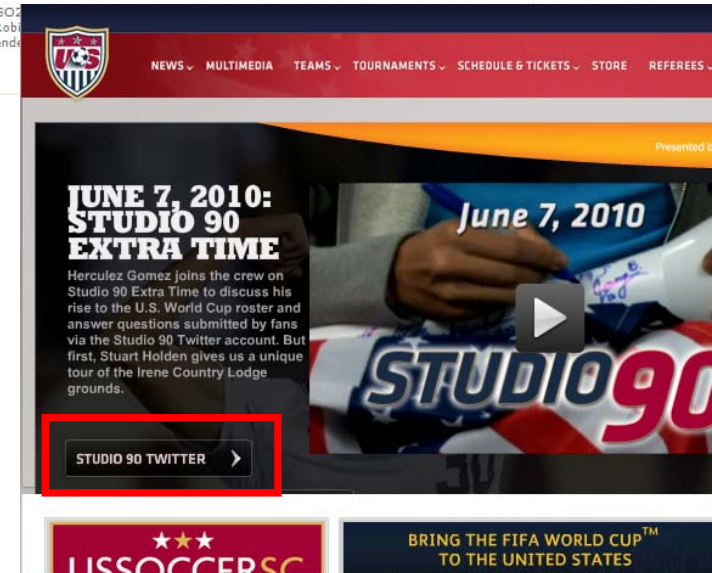 US
NEWS MULTIMEDIA TEAMS TOURNAMENTS SCHEDULE & TICKETS STORE REFEREES
Presented b
JUNE 7, 2010:
STUDIO 90
EXTRA TIME
Herculez Gomez joins the crew on
Studio 90 Extra Time to discuss his
rise to the U.S. World Cup roster and
answer questions submitted by fans
via the Studio 90 Twitter account. But
first, Stuart Holden gives us a unique
tour of the Irene Country Lodge
grounds.
June 7, 2010
STUDIO 90
STUDIO 90 TWITTER
USSOCCERSC
BRING THE FIFA WORLD CUP™
TO THE UNITED STATES